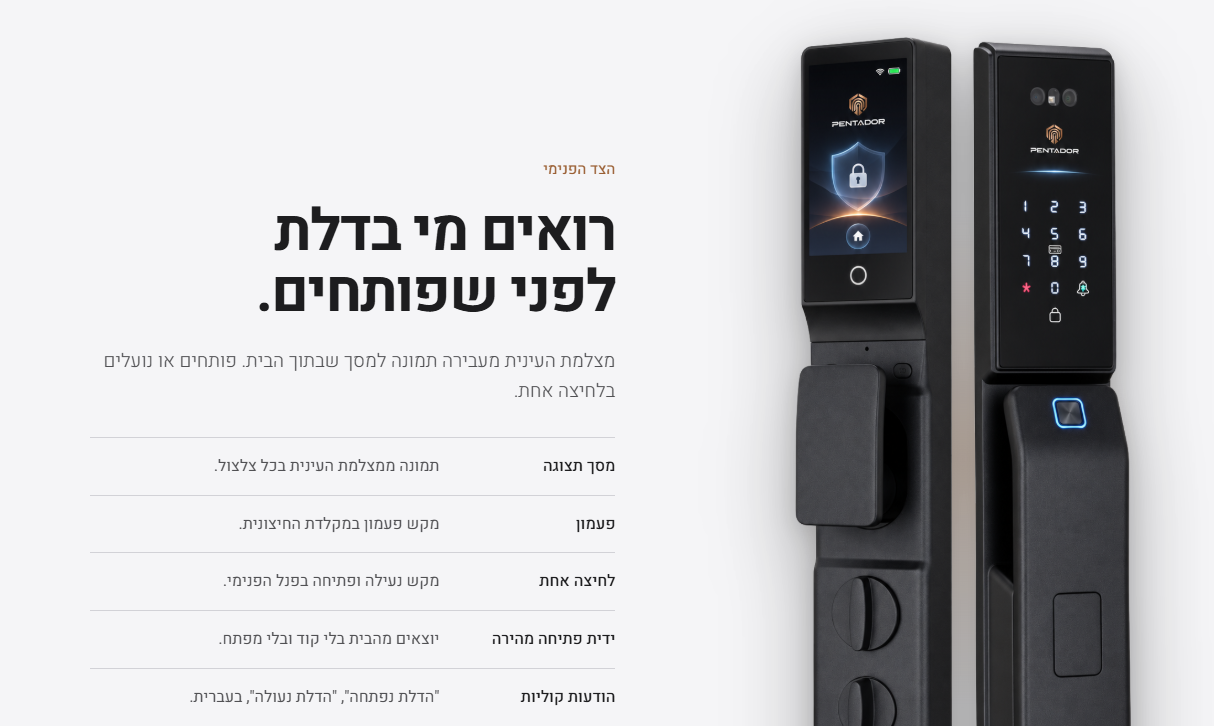 הצד הפנימי
רואים מי בדלת
לפני שפותחים.
מצלמת העינית מעבירה תמונה למסך שבתוך הבית. פותחים או נועלים
בלחיצה אחת.
מסך תצוגה תמונה ממצלמת העינית בכל צלצול.
פעמון מקש פעמון במקלדת החיצונית.
לחיצה אחת מקש נעילה ופתיחה בפנל הפנימי.
ידית פתיחה מהירה יוצאים מהבית בלי קוד ובלי מפתח.
הודעות קוליות "הדלת נפתחה", "הדלת נעולה", בעברית.
PENTADOR
PENTADOR
1 2 3
4 5 6
7 8 9
* 0